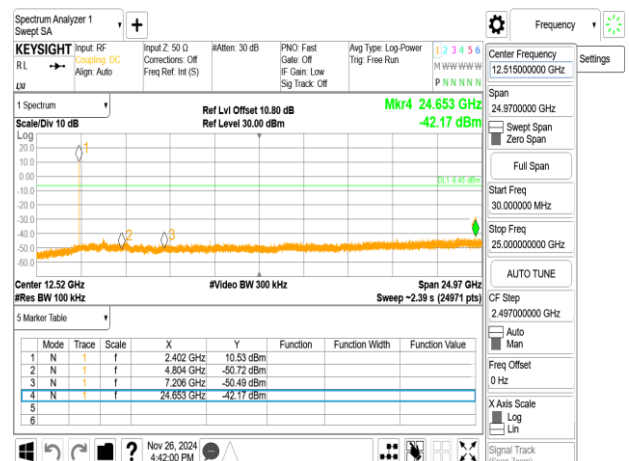 Spectrum Analyzer 1
Swept SA
Frequency
KEYSIGHT
RL
Input: RF
Coupling: DC
Align: Auto
Input Z: 50 Ω
Corrections: Off
Freq Ref: Int (S)
#Atten: 30 dB
PNO: Fast
Gate: Off
IF Gain: Low
Sig Track: Off
Avg Type: Log-Power
Trig: Free Run
1 2 3 4 5 6
M W W W W W
P N N N N N
1 Spectrum
Scale/Div 10 dB
Ref Lvl Offset 10.80 dB
Ref Level 30.00 dBm
Mkr4 24.653 GHz
-42.17 dBm
Log
20.0
10.0
0.00
-10.0
-20.0
-30.0
-40.0
-50.0
-60.0
1
2
3
Center 12.52 GHz
#Res BW 100 kHz
#Video BW 300 kHz
Span 24.97 GHz
Sweep ~2.39 s (24971 pts)
5 Marker Table
Mode Trace Scale X Y Function Function Width Function Value
1 N 1 f 2.402 GHz 10.53 dBm
2 N 1 f 4.804 GHz -50.72 dBm
3 N 1 f 7.206 GHz -50.49 dBm
4 N 1 f 24.653 GHz -42.17 dBm
5
6
Nov 26, 2024
4:42:00 PM
Center Frequency
12.515000000 GHz
Settings
Span
24.9700000 GHz
Swept Span
Zero Span
Full Span
Start Freq
30.000000 MHz
Stop Freq
25.000000000 GHz
AUTO TUNE
CF Step
2.497000000 GHz
Auto
Man
Freq Offset
0 Hz
X Axis Scale
Log
Lin
Signal Track
(Span Zoom)